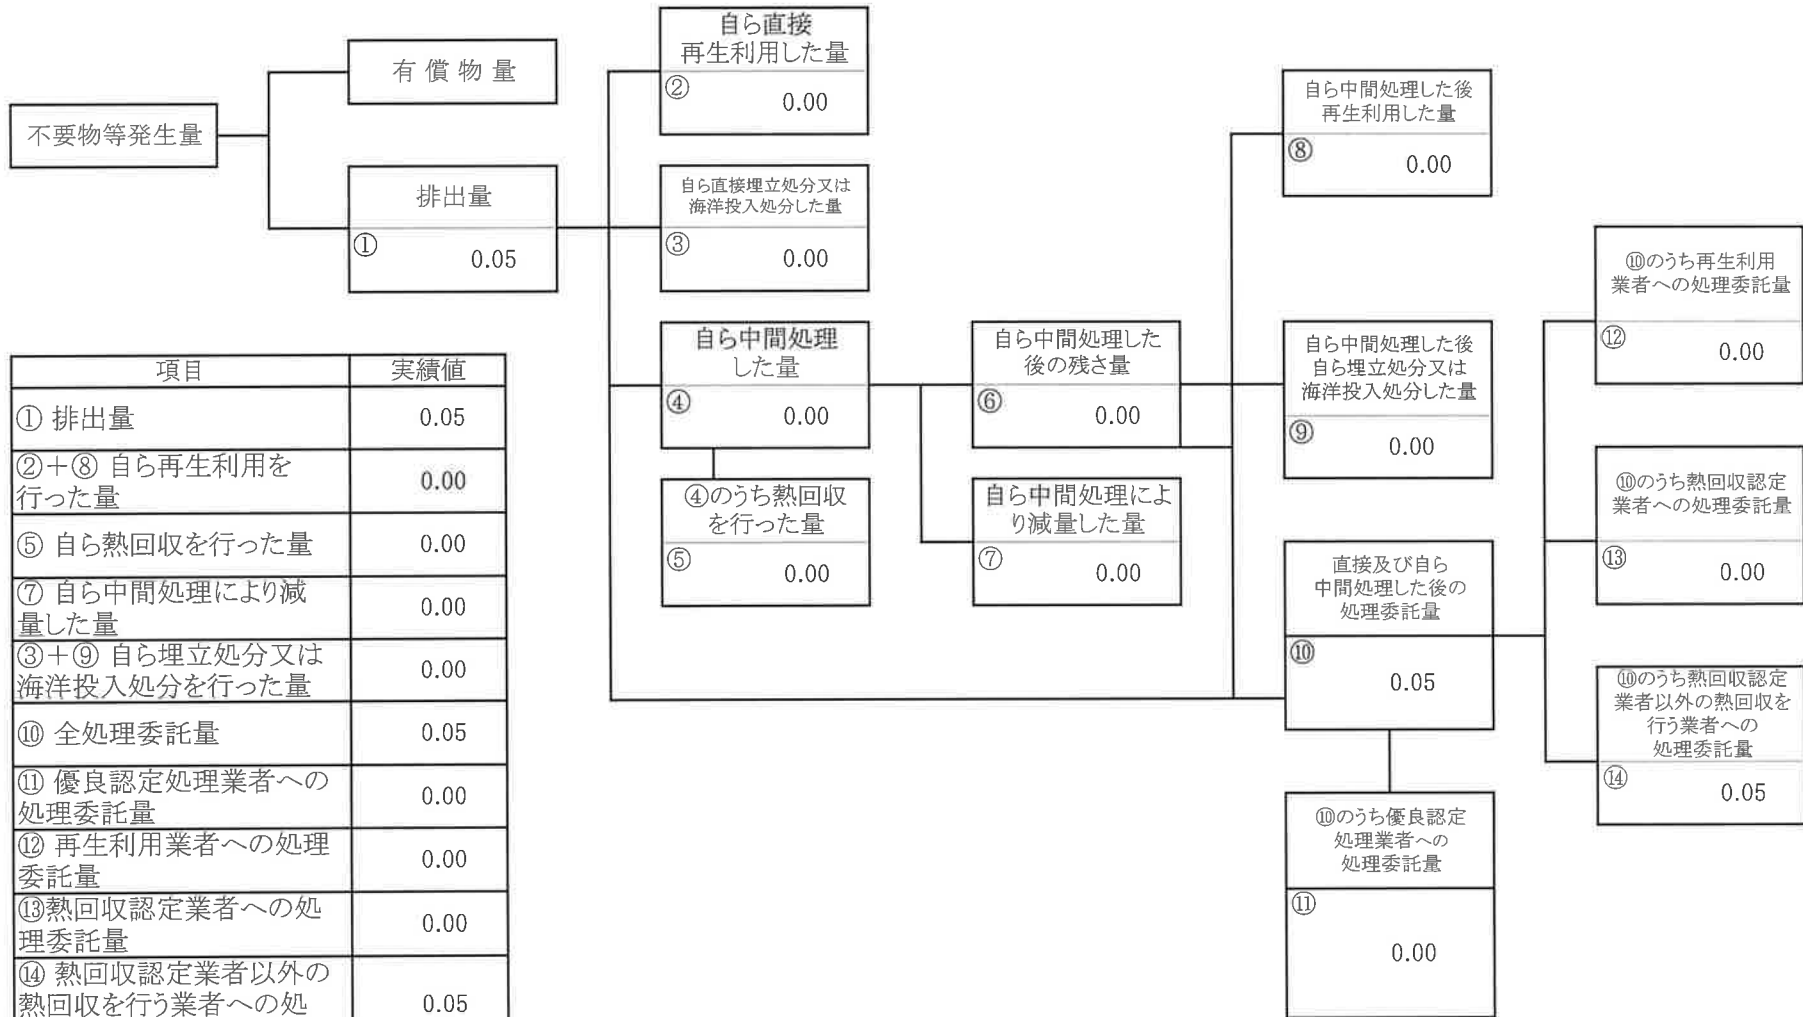 不要物等発生量
有償物量
排出量
①
0.05
自ら直接
再生利用した量
②
0.00
自ら直接埋立処分又は
海洋投入処分した量
③
0.00
自ら中間処理
した量
④
0.00
④のうち熱回収
を行った量
⑤
0.00
自ら中間処理した
後の残さ量
⑥
0.00
自ら中間処理によ
り減量した量
⑦
0.00
自ら中間処理した後
再生利用した量
⑧
0.00
自ら中間処理した後
自ら埋立処分又は
海洋投入処分した量
⑨
0.00
直接及び自ら
中間処理した後の
処理委託量
⑩
0.05
⑩のうち優良認定
処理業者への
処理委託量
⑪
0.00
⑩のうち再生利用
業者への処理委託量
⑫
0.00
⑩のうち熱回収認定
業者への処理委託量
⑬
0.00
⑩のうち熱回収認定
業者以外の熱回収を
行う業者への
処理委託量
⑭
0.05
項目 実績値
① 排出量 0.05
②+⑧ 自ら再生利用を
行った量 0.00
⑤ 自ら熱回収を行った量 0.00
⑦ 自ら中間処理により減
量した量 0.00
③+⑨ 自ら埋立処分又は
海洋投入処分を行った量 0.00
⑩ 全処理委託量 0.05
⑪ 優良認定処理業者への
処理委託量 0.00
⑫ 再生利用業者への処理
委託量 0.00
⑬熱回収認定業者への処
理委託量 0.00
⑭ 熱回収認定業者以外の
熱回収を行う業者への処 0.05